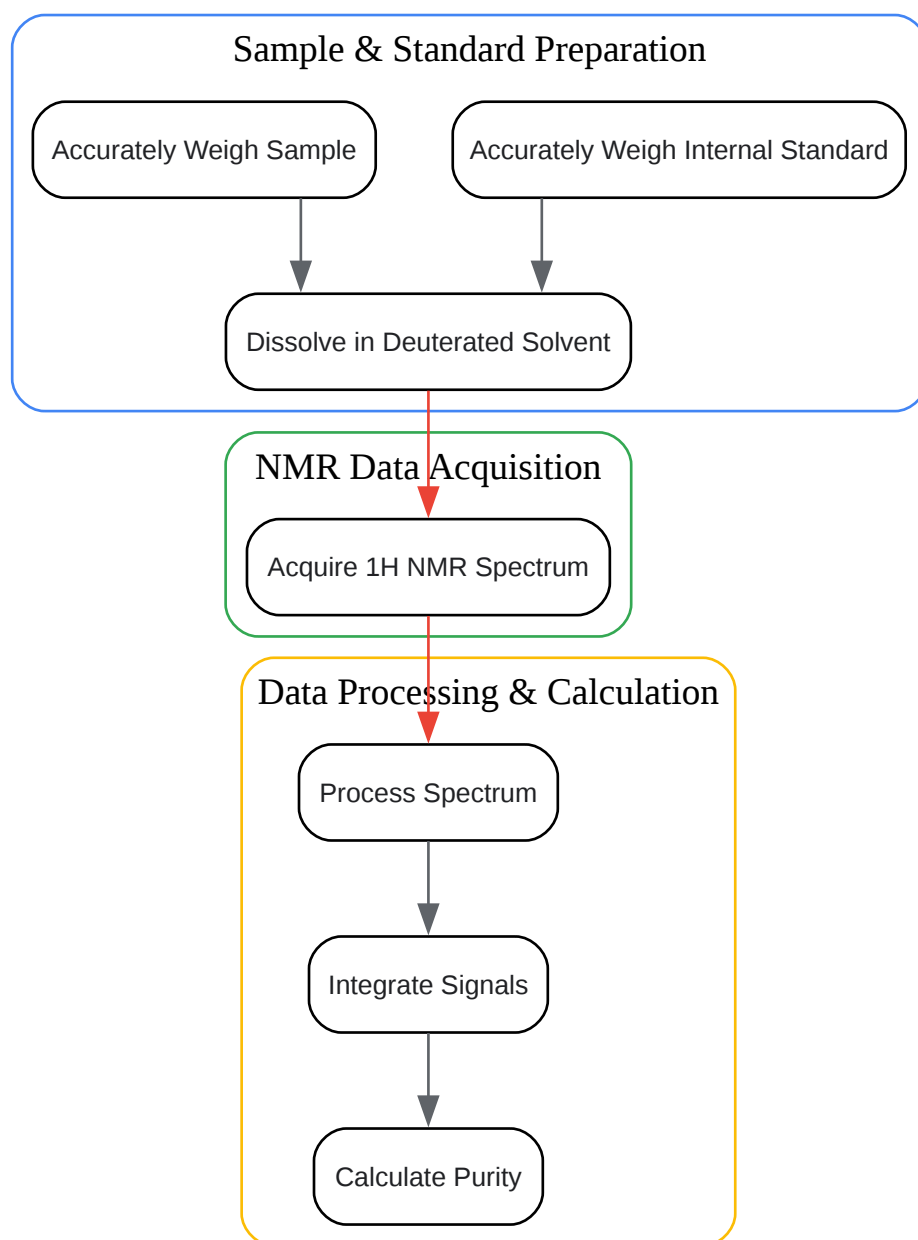 Sample & Standard Preparation
Accurately Weigh Sample
Accurately Weigh Internal Standard
Dissolve in Deuterated Solvent
NMR Data Acquisition
Acquire 1H NMR Spectrum
Data Processing & Calculation
Process Spectrum
Integrate Signals
Calculate Purity